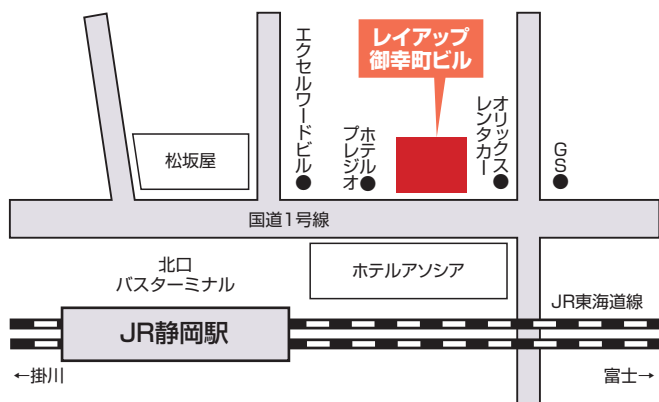 レイアップ
御幸町ビル
エクセルワードビル
ホテル
プレジオ
オリックス
レンタカー
GS
松坂屋
国道1号線
北口
バスターミナル
ホテルアソシア
JR東海道線
JR静岡駅
←掛川
富士→